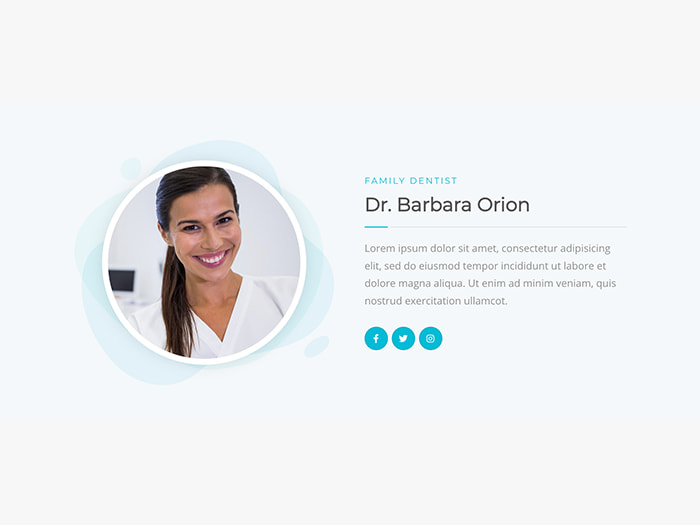 FAMILY DENTIST
Dr. Barbara Orion
Lorem ipsum dolor sit amet, consectetur adipisicing
elit, sed do eiusmod tempor incididunt ut labore et
dolore magna aliqua. Ut enim ad minim veniam, quis
nostrud exercitation ullamcot.